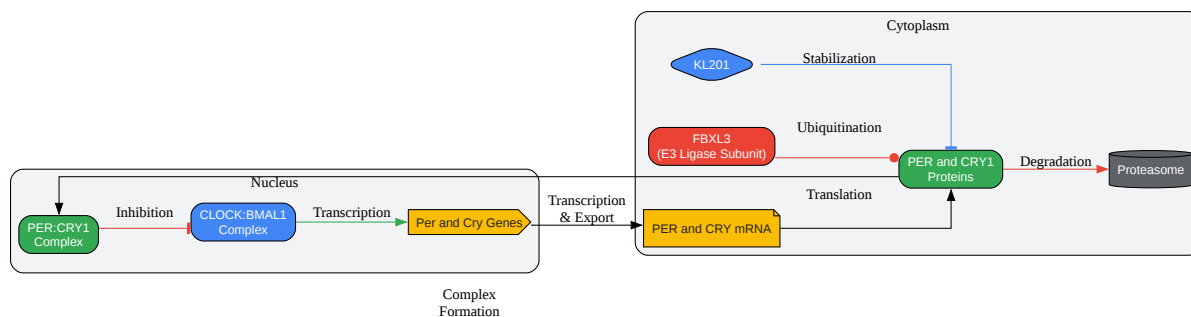 Cytoplasm
KL201
Stabilization
FBXL3
(E3 Ligase Subunit)
Ubiquitination
PER and CRY1
Proteins
Degradation
Proteasome
Nucleus
PER:CRY1
Complex
Inhibition
CLOCK:BMAL1
Complex
Transcription
Per and Cry Genes
Transcription
& Export
PER and CRY mRNA
Translation
Complex
Formation